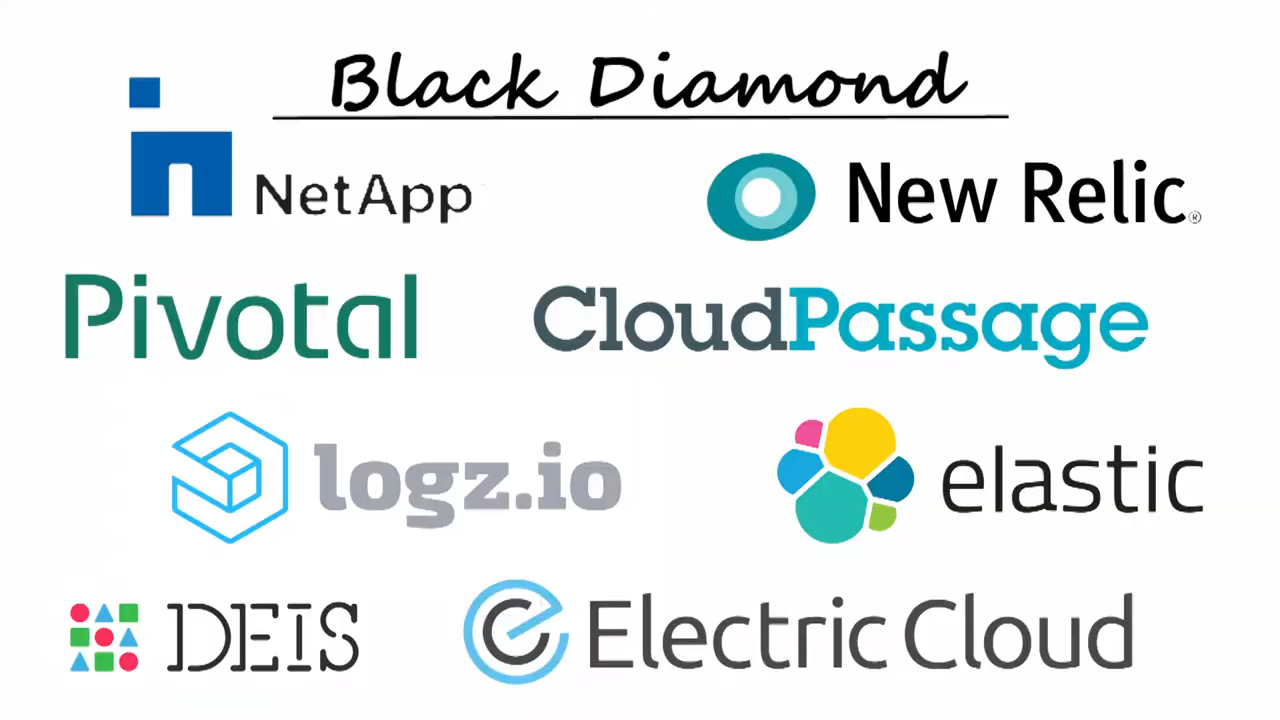 Black Diamond
NetApp
New Relic®
Pivotal
CloudPassage
logz.io
elastic
DEIS
Electric Cloud